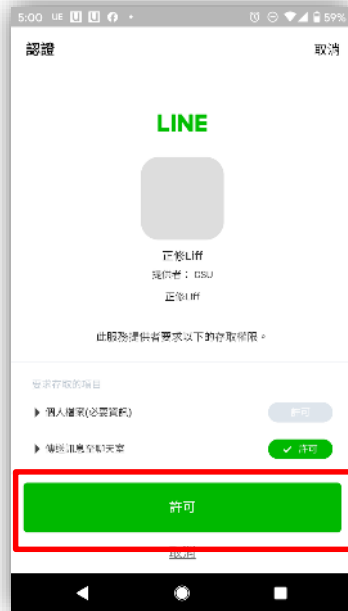 5:00
59%
認證
取消
LINE
正修Liff
提供者： CSU
正修Liff
此服務提供者要求以下的存取權限。
要求存取的項目
個人檔案(必要資訊)
許可
傳送訊息至聊天室
許可
許可
取消